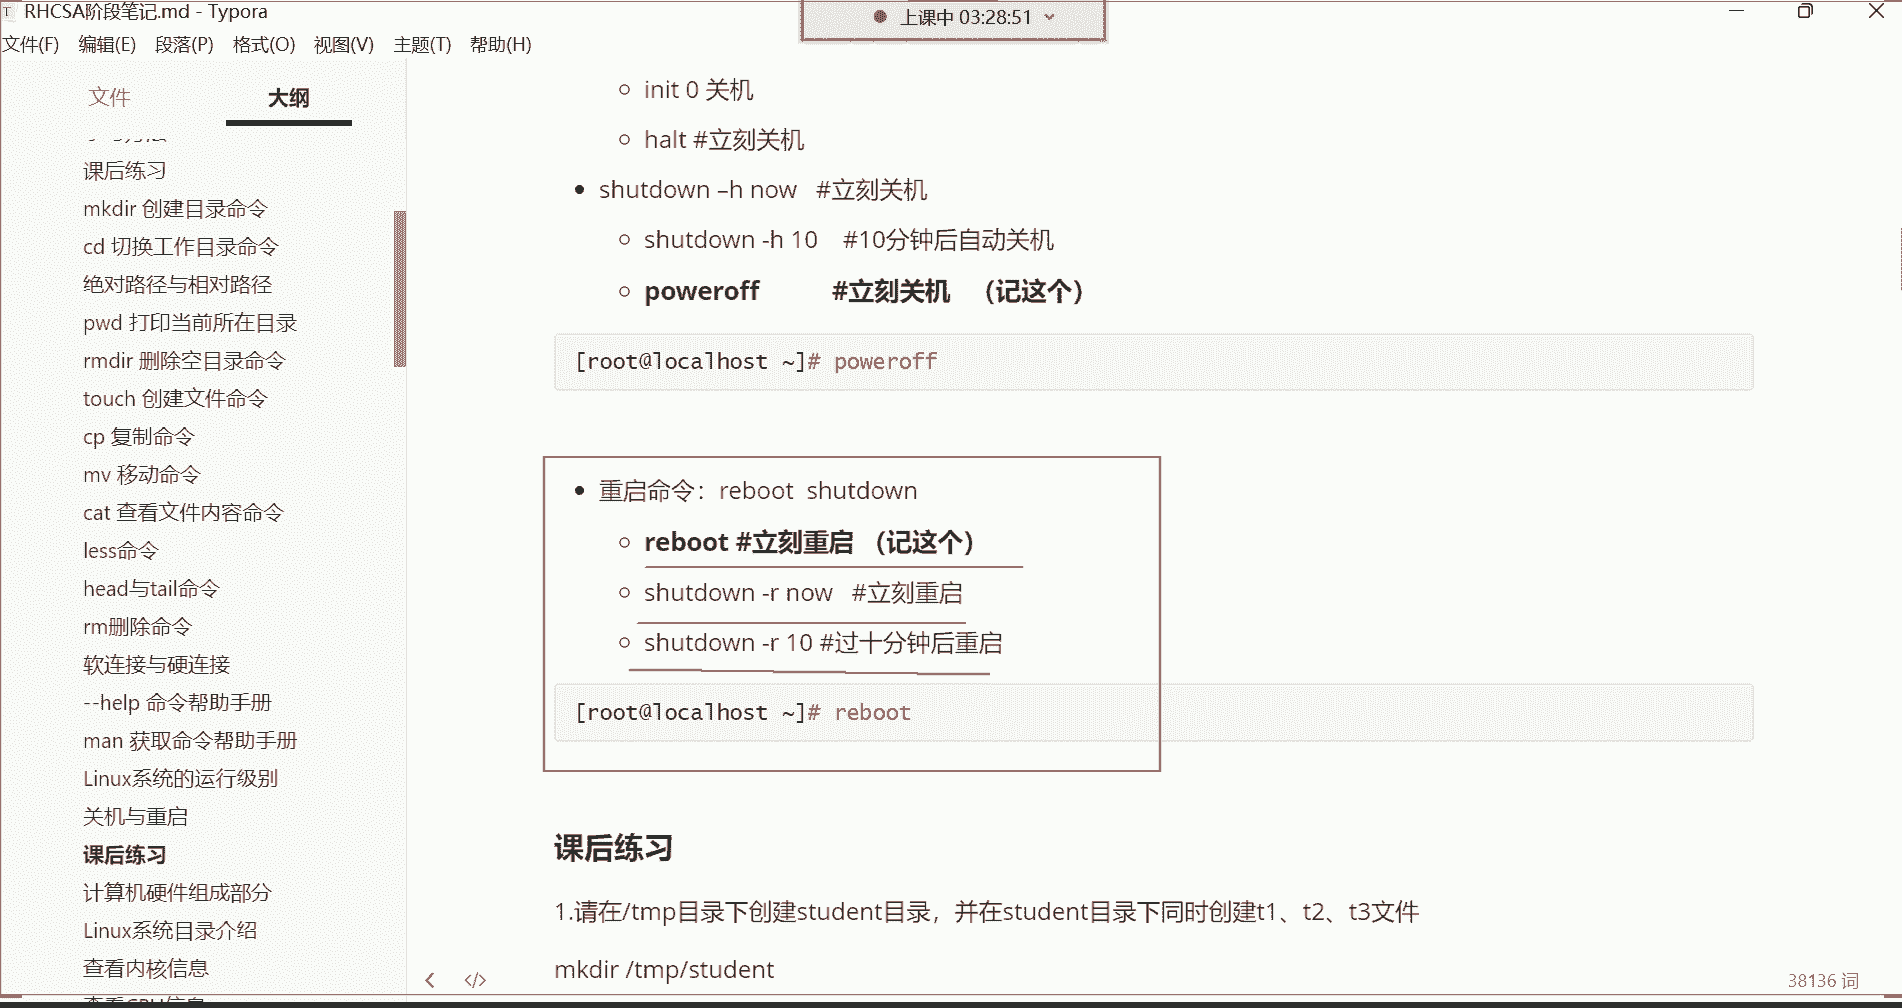 RHCSA阶段笔记.md - Typora
上课中 03:28:51
文件(F) 编辑(E) 段落(P) 格式(O) 视图(V) 主题(T) 帮助(H)
文件 大纲
课后练习
mkdir 创建目录命令
cd 切换工作目录命令
绝对路径与相对路径
pwd 打印当前所在目录
rmdir 删除空目录命令
touch 创建文件命令
cp 复制命令
mv 移动命令
cat 查看文件内容命令
less命令
head与tail命令
rm删除命令
软连接与硬连接
--help 命令帮助手册
man 获取命令帮助手册
Linux系统的运行级别
关机与重启
课后练习
计算机硬件组成部分
Linux系统目录介绍
查看内核信息
init 0 关机
halt #立刻关机
shutdown –h now #立刻关机
shutdown -h 10 #10分钟后自动关机
poweroff #立刻关机 （记这个）
[root@localhost ~]# poweroff
重启命令：reboot shutdown
reboot #立刻重启 （记这个）
shutdown -r now #立刻重启
shutdown -r 10 #过十分钟后重启
[root@localhost ~]# reboot
课后练习
1.请在/tmp目录下创建student目录，并在student目录下同时创建t1、t2、t3文件
mkdir /tmp/student
38136 词